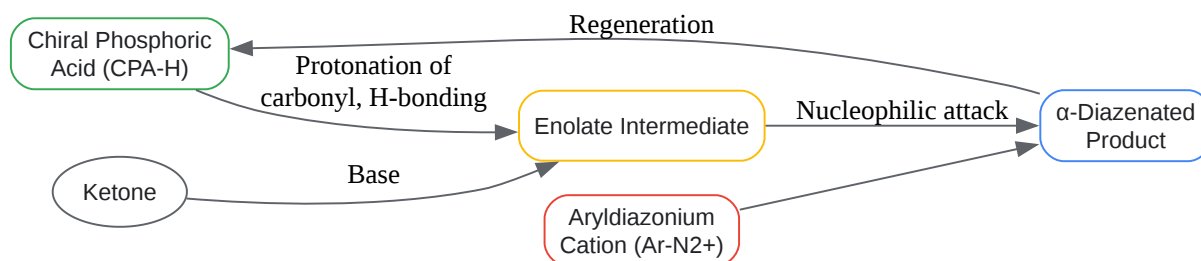 Regeneration
Chiral Phosphoric
Acid (CPA-H)
Protonation of
carbonyl, H-bonding
Enolate Intermediate
Nucleophilic attack
α-Diazenated
Product
Ketone
Base
Aryldiazonium
Cation (Ar-N2+)